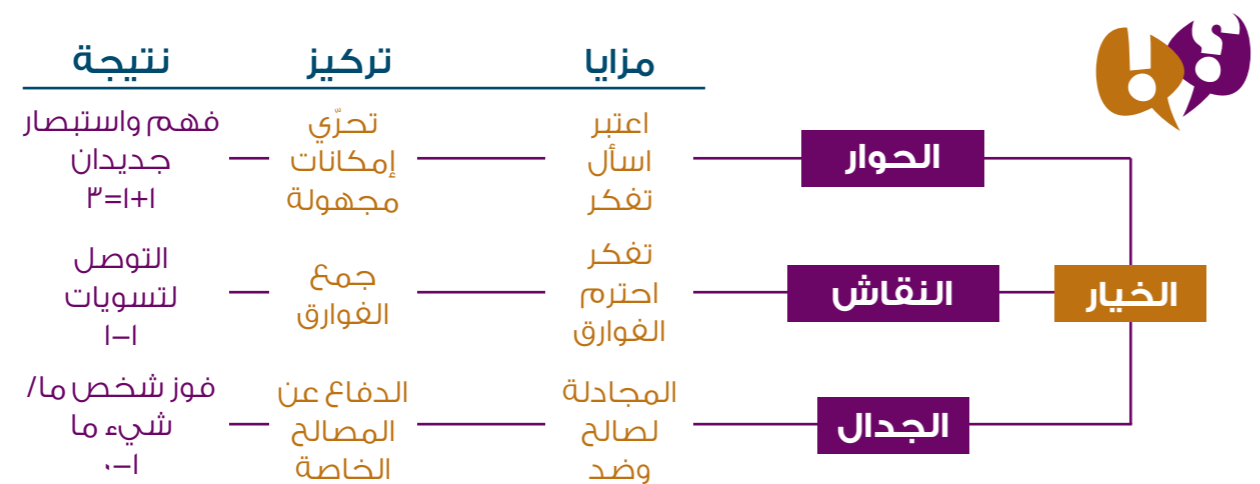 مزايا
تركيز
نتيجة
الخيار
الحوار
اعتبر
اسأل
تفكر
تحرّي
إمكانات
مجهولة
فهم واستبصار
جديدان
١+١=٣
النقاش
تفكر
احترم
الفوارق
جمع
الفوارق
التوصل
لتسويات
١–١
الجدال
المجادلة
لصالح
وضد
الدفاع عن
المصالح
الخاصة
فوز شخص ما/
شيء ما
١–٠